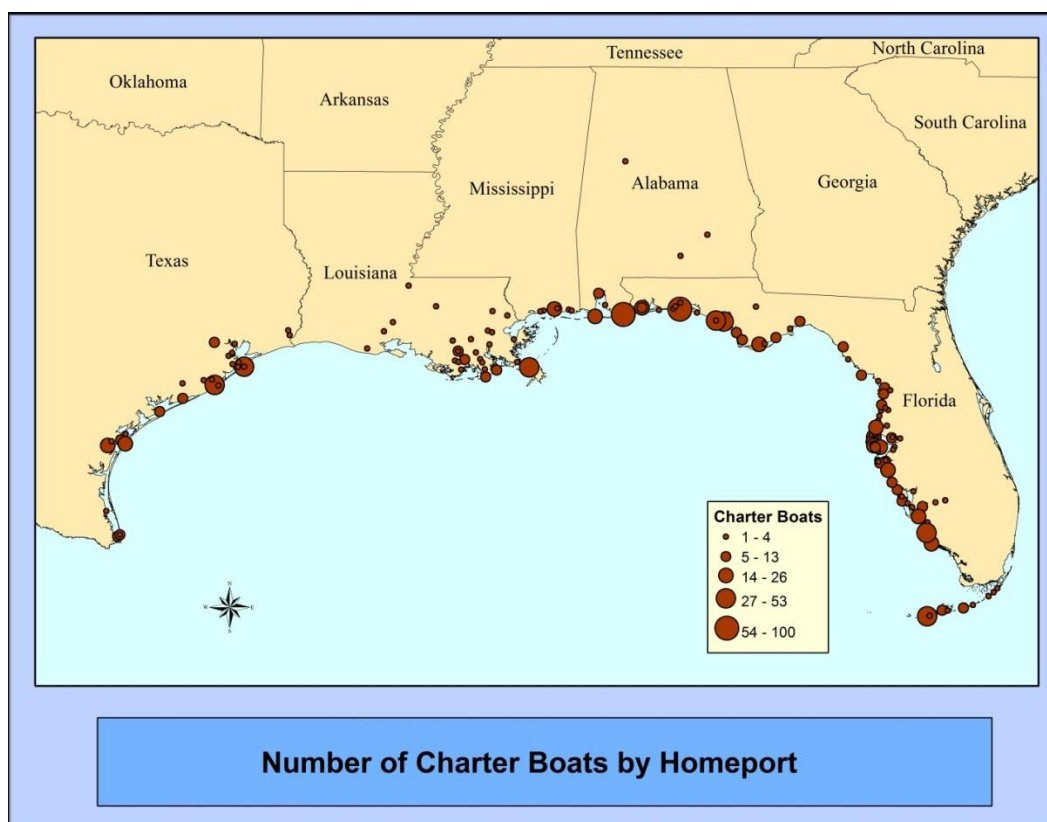 Tennessee
North Carolina
Oklahoma
Arkansas
South Carolina
Mississippi
Alabama
Georgia
Texas
Louisiana
Florida
Charter Boats
1 - 4
5 - 13
14 - 26
27 - 53
54 - 100
N
W E
S
Number of Charter Boats by Homeport